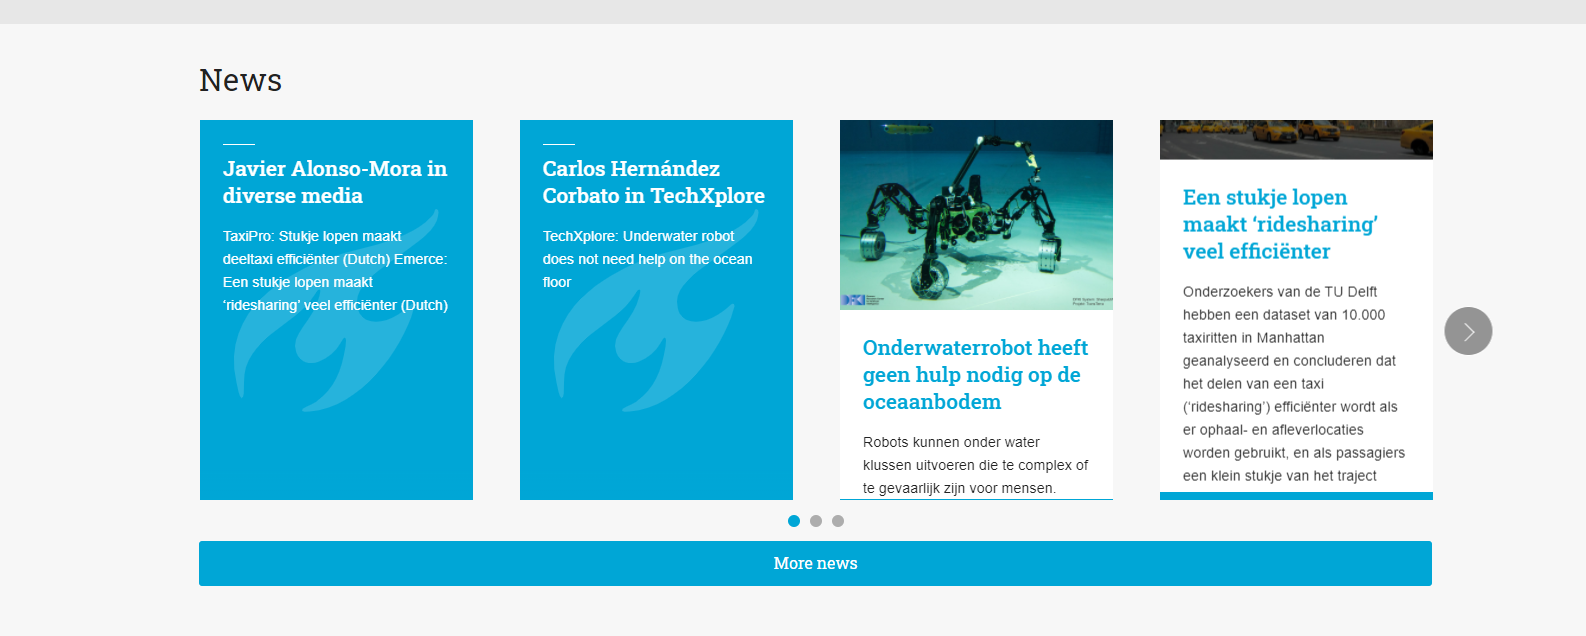 News
Javier Alonso-Mora in
diverse media
TaxiPro: Stukje lopen maakt
deeltaxi efficiënter (Dutch) Emerce:
Een stukje lopen maakt
‘ridesharing’ veel efficiënter (Dutch)
Carlos Hernández
Corbato in TechXplore
TechXplore: Underwater robot
does not need help on the ocean
floor
Onderwaterrobot heeft
geen hulp nodig op de
oceaanbodem
Robots kunnen onder water
klussen uitvoeren die te complex of
te gevaarlijk zijn voor mensen.
Een stukje lopen
maakt ‘ridesharing’
veel efficiënter
Onderzoekers van de TU Delft
hebben een dataset van 10.000
taxiritten in Manhattan
geanalyseerd en concluderen dat
het delen van een taxi
(‘ridesharing’) efficiënter wordt als
er ophaal- en afleverlocaties
worden gebruikt, en als passagiers
een klein stukje van het traject
More news